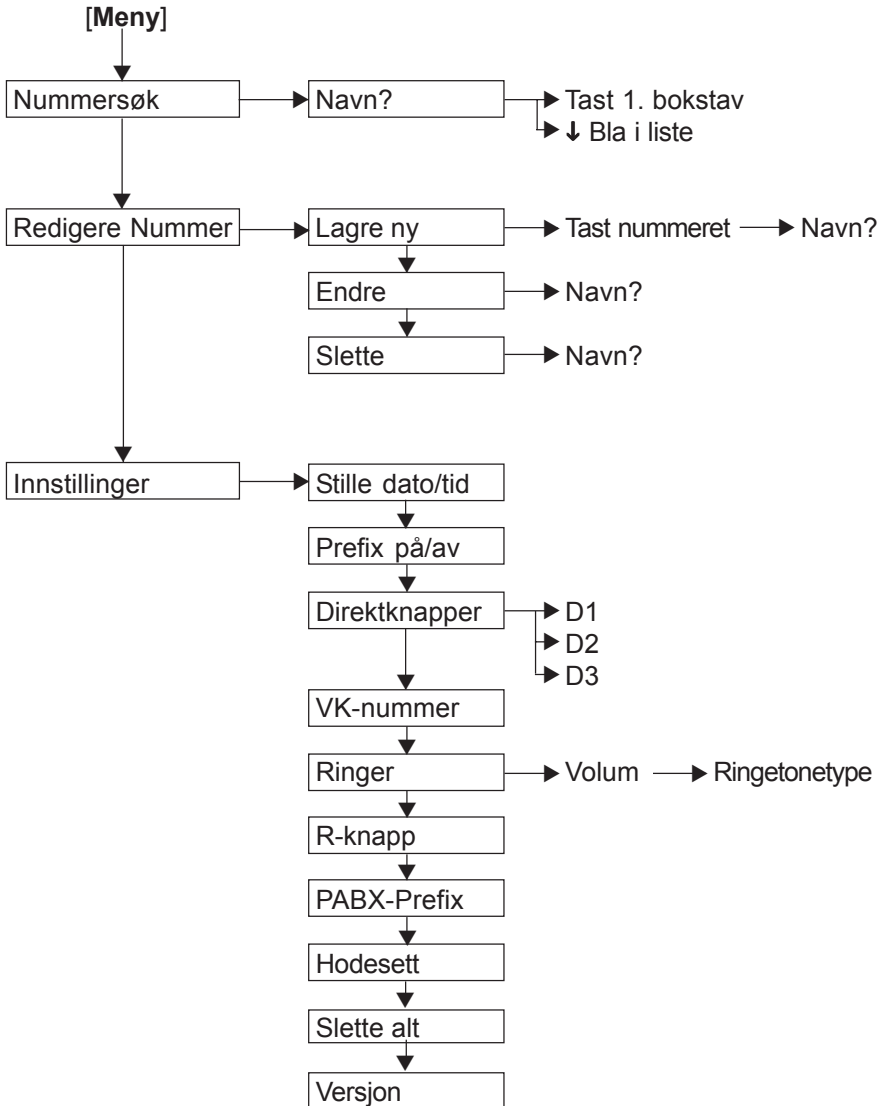 [Meny]
Nummersøk Navn? Tast 1. bokstav
↓ Bla i liste
Redigere Nummer Lagre ny Tast nummeret Navn?
Endre Navn?
Slette Navn?
Innstillinger Stille dato/tid
Prefix på/av
Direktknapper D1
D2
D3
VK-nummer
Ringer Volum Ringetonetype
R-knapp
PABX-Prefix
Hodesett
Slette alt
Versjon